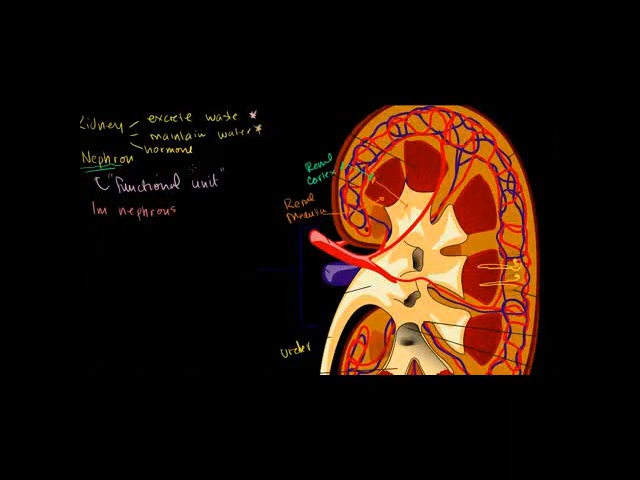 Kidney
excrete waste *
maintain water *
hormone
Nephron
"functional unit"
1m nephrons
Renal
Cortex
Renal
Medulla
Ureter